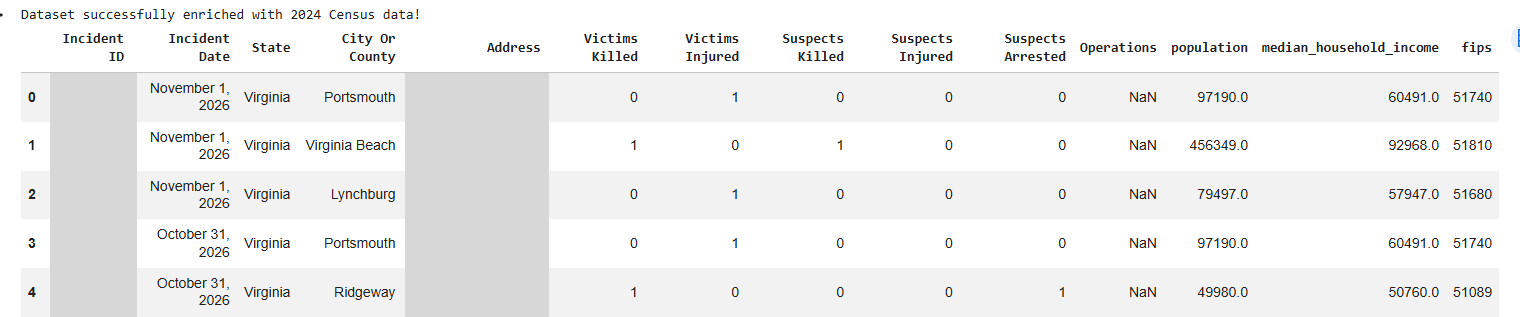 Dataset successfully enriched with 2024 Census data!
Incident ID Incident Date State City Or County Address Victims Killed Victims Injured Suspects Killed Suspects Injured Suspects Arrested Operations population median_household_income fips
0 November 1, 2026 Virginia Portsmouth 0 1 0 0 0 NaN 97190.0 60491.0 51740
1 November 1, 2026 Virginia Virginia Beach 1 0 1 0 0 NaN 456349.0 92968.0 51810
2 November 1, 2026 Virginia Lynchburg 0 1 0 0 0 NaN 79497.0 57947.0 51680
3 October 31, 2026 Virginia Portsmouth 0 1 0 0 0 NaN 97190.0 60491.0 51740
4 October 31, 2026 Virginia Ridgeway 1 0 0 0 1 NaN 49980.0 50760.0 51089